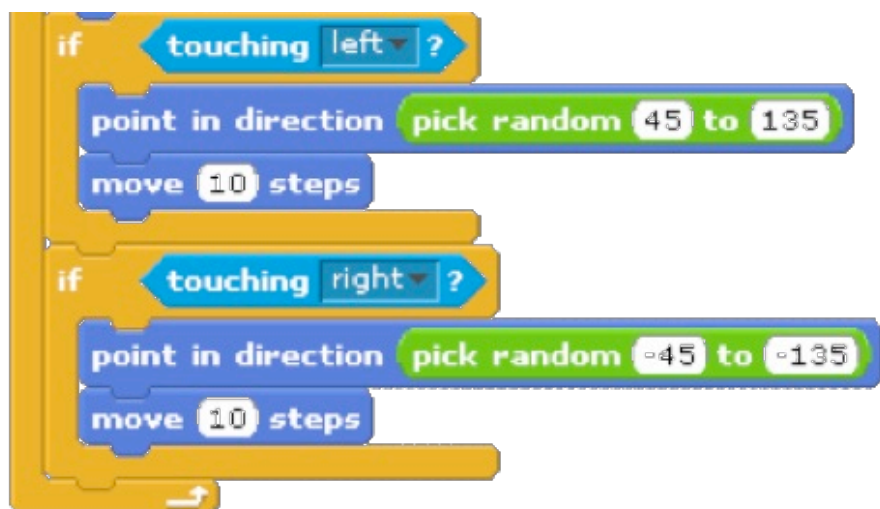 if touching left ?
point in direction pick random 45 to 135
move 10 steps
if touching right ?
point in direction pick random -45 to -135
move 10 steps